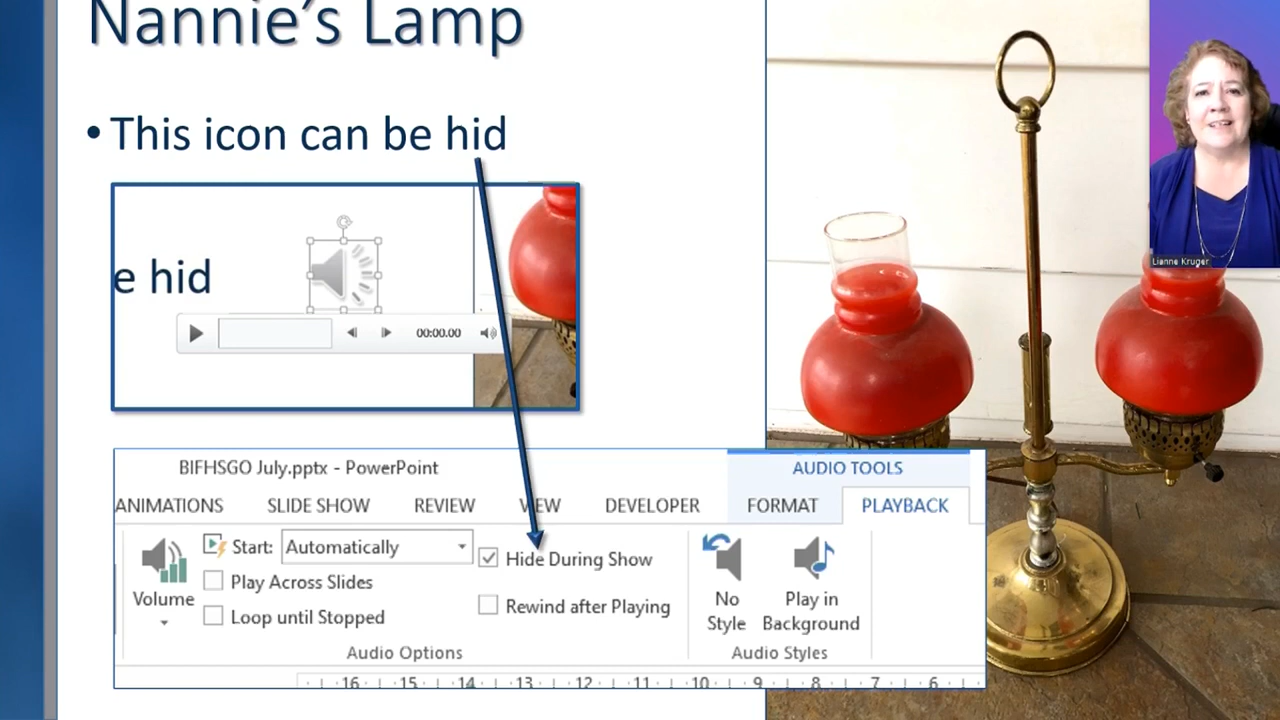 Nannie's Lamp
• This icon can be hid
e hid
00:00.00
Lianne Kruger
BIFHSGO July.pptx - PowerPoint
AUDIO TOOLS
ANIMATIONS SLIDE SHOW REVIEW VIEW DEVELOPER FORMAT PLAYBACK
Start: Automatically
Hide During Show
Play Across Slides
Rewind after Playing
Loop until Stopped
Volume
No Style
Play in Background
Audio Options
Audio Styles
16 15 14 13 12 11 10 9 8 7 6